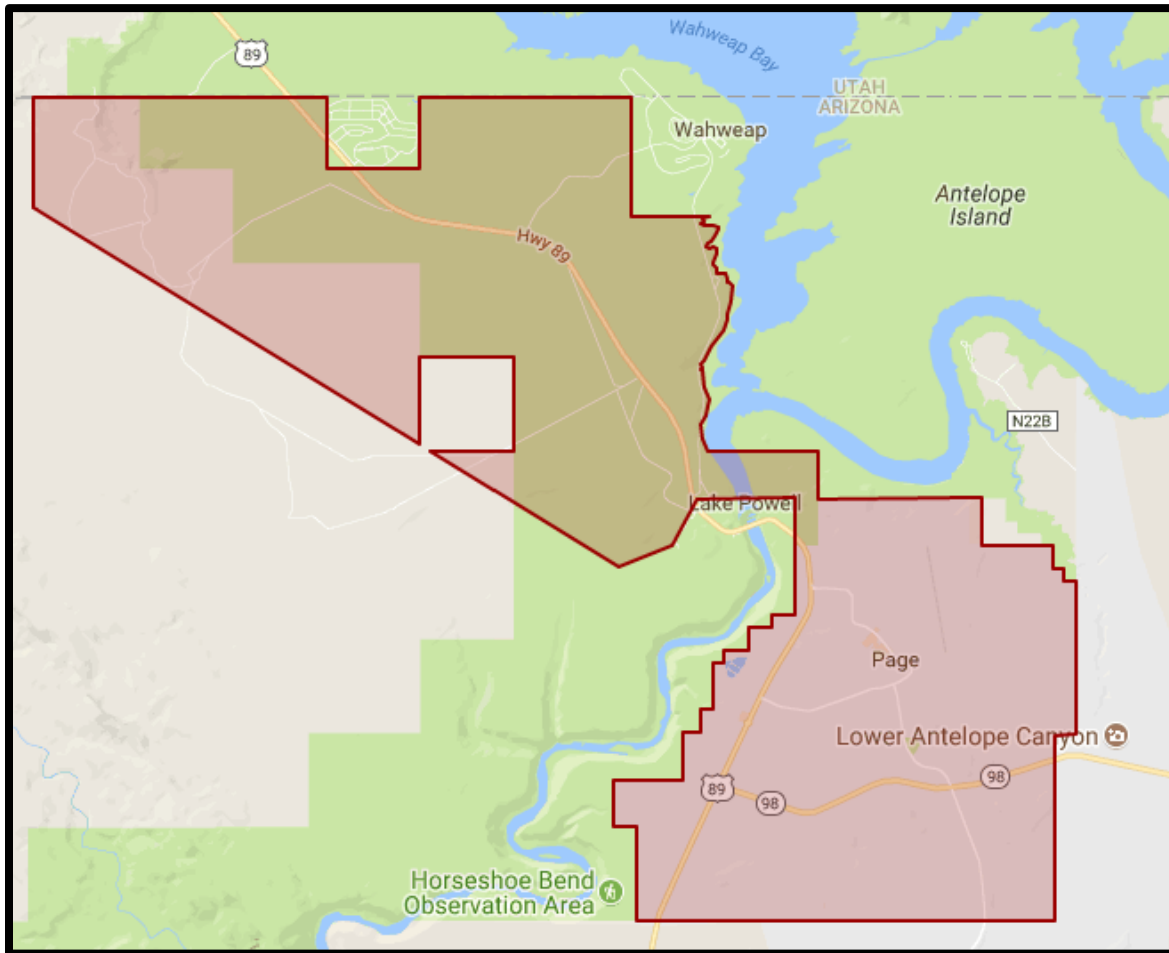 Wahweap Bay
89
UTAH
ARIZONA
Wahweap
Antelope
Island
Hwy 89
N22B
Lake Powell
Page
Lower Antelope Canyon
89
98
98
Horseshoe Bend
Observation Area